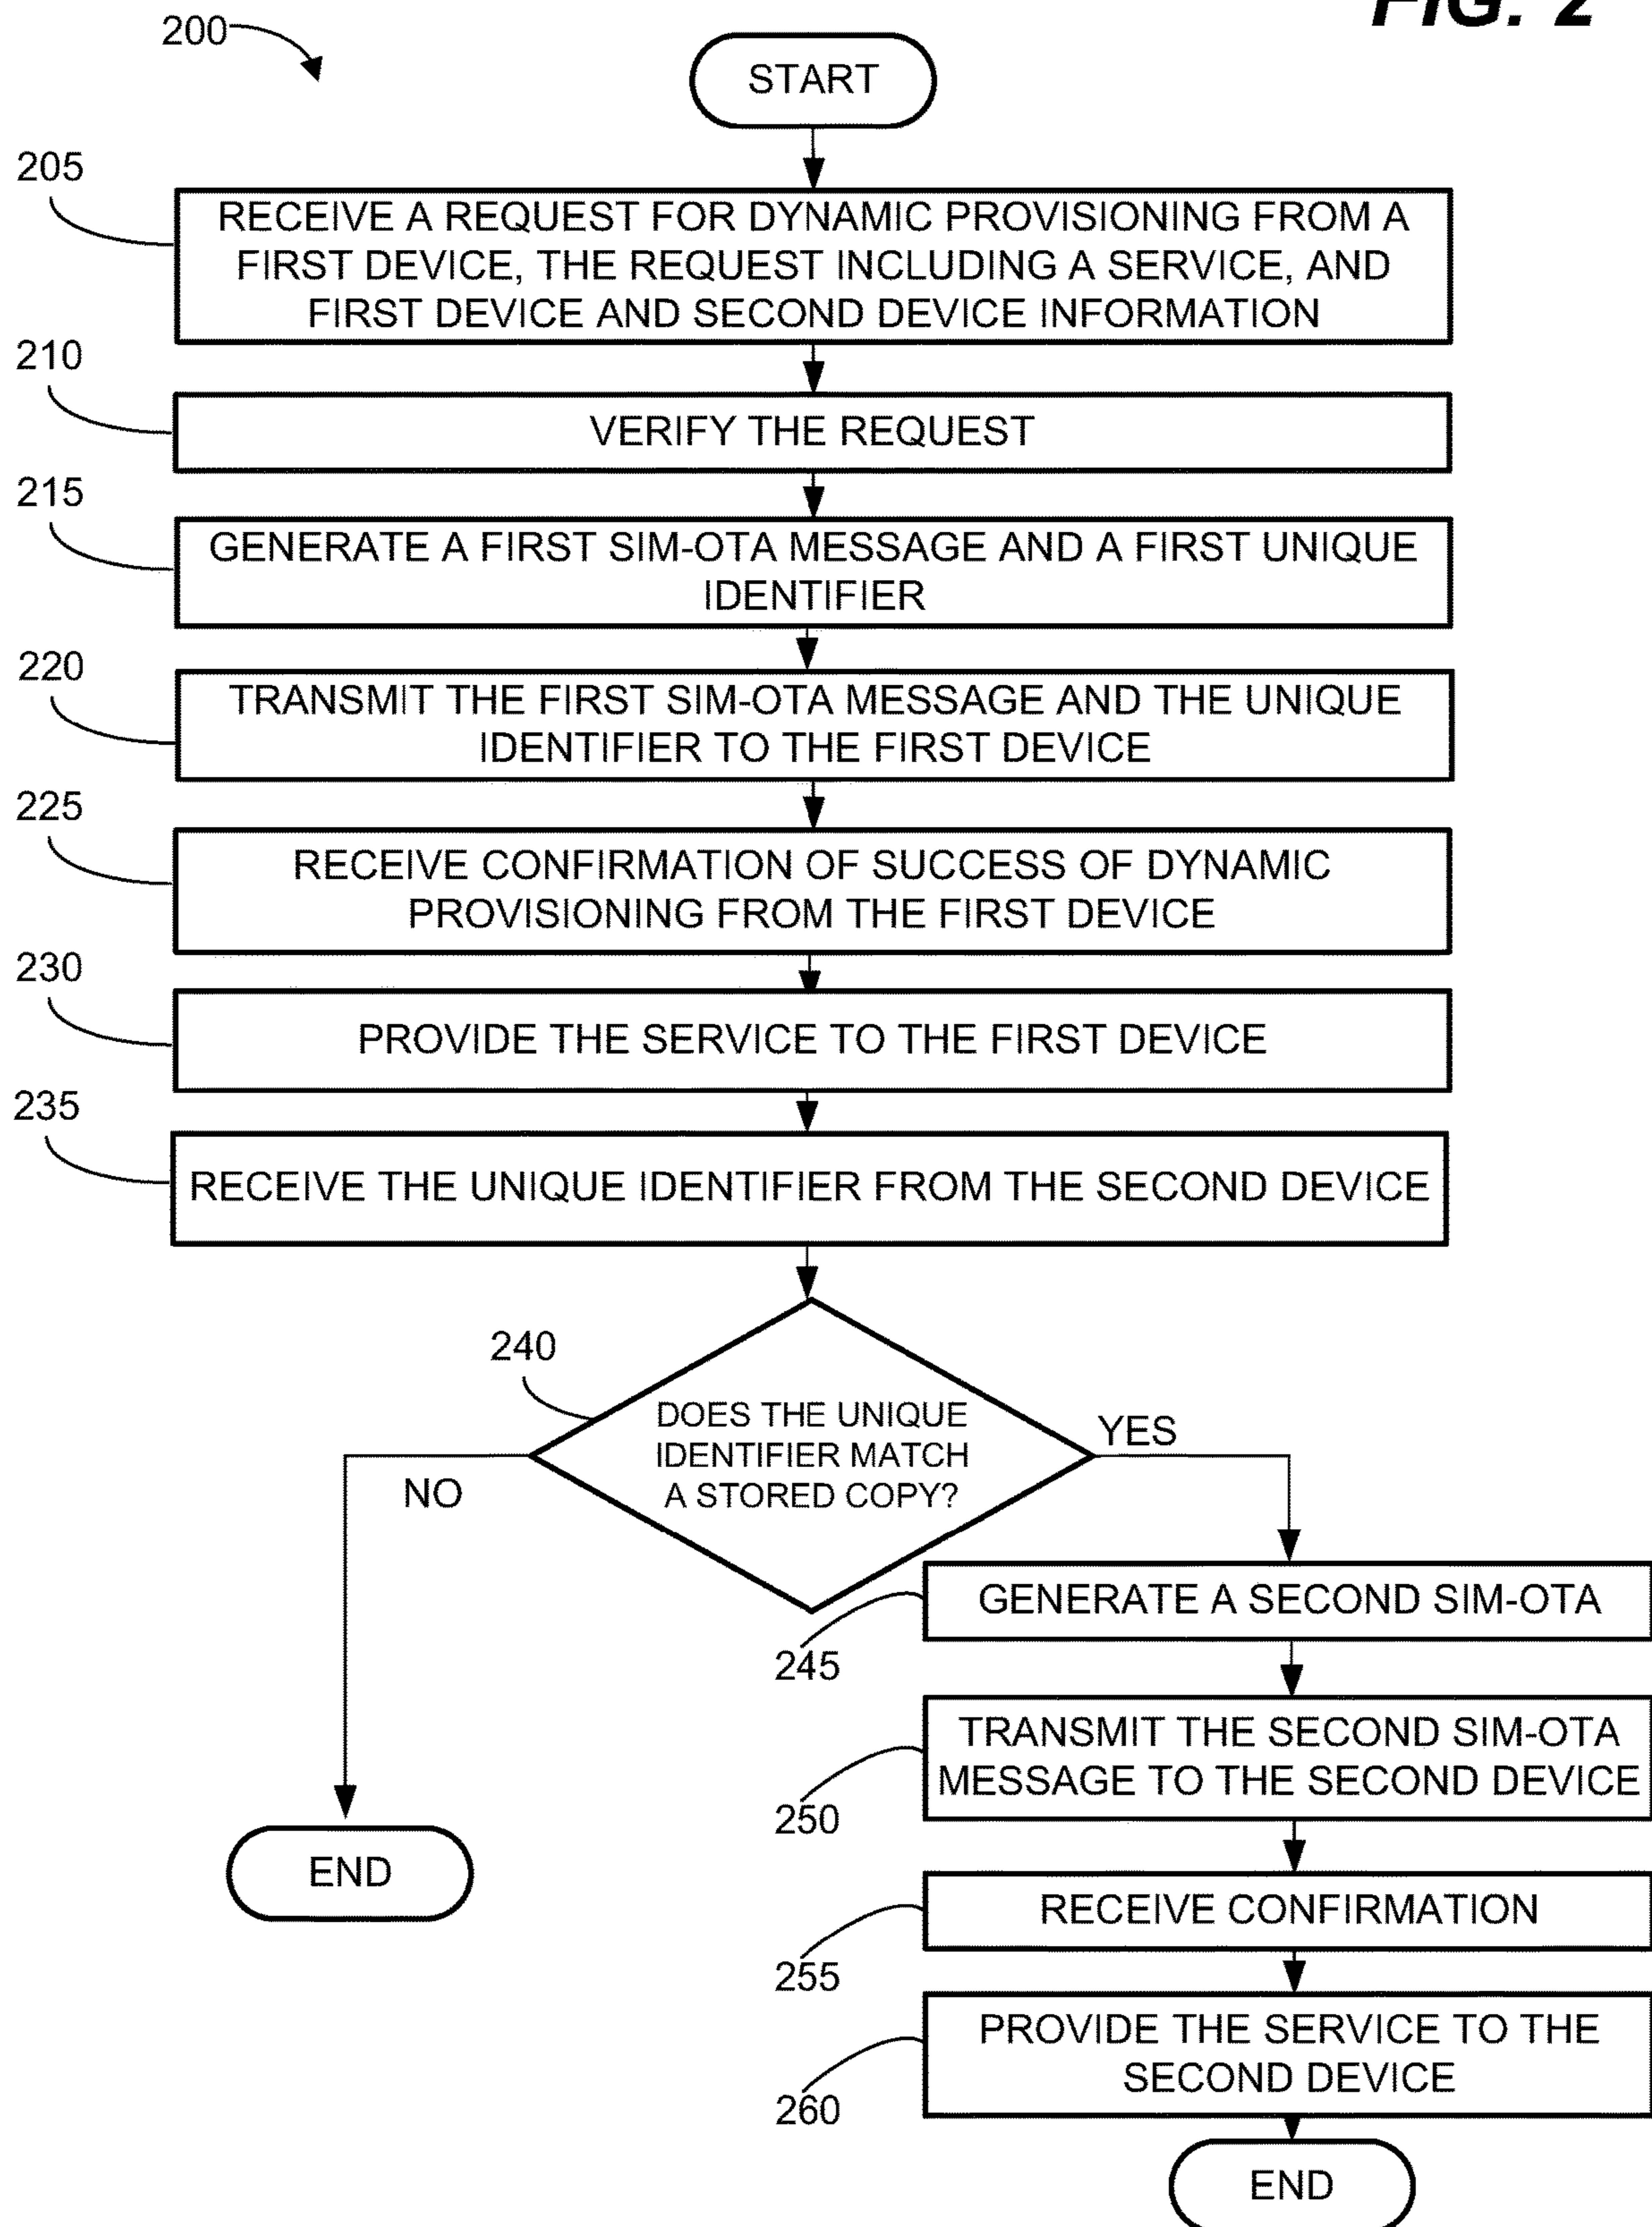 FIG. 2
200
START
205
RECEIVE A REQUEST FOR DYNAMIC PROVISIONING FROM A
FIRST DEVICE, THE REQUEST INCLUDING A SERVICE, AND
FIRST DEVICE AND SECOND DEVICE INFORMATION
210
VERIFY THE REQUEST
215
GENERATE A FIRST SIM-OTA MESSAGE AND A FIRST UNIQUE
IDENTIFIER
220
TRANSMIT THE FIRST SIM-OTA MESSAGE AND THE UNIQUE
IDENTIFIER TO THE FIRST DEVICE
225
RECEIVE CONFIRMATION OF SUCCESS OF DYNAMIC
PROVISIONING FROM THE FIRST DEVICE
230
PROVIDE THE SERVICE TO THE FIRST DEVICE
235
RECEIVE THE UNIQUE IDENTIFIER FROM THE SECOND DEVICE
240
DOES THE UNIQUE
IDENTIFIER MATCH
A STORED COPY?
YES
NO
GENERATE A SECOND SIM-OTA
245
TRANSMIT THE SECOND SIM-OTA
MESSAGE TO THE SECOND DEVICE
250
END
RECEIVE CONFIRMATION
255
PROVIDE THE SERVICE TO THE
SECOND DEVICE
260
END